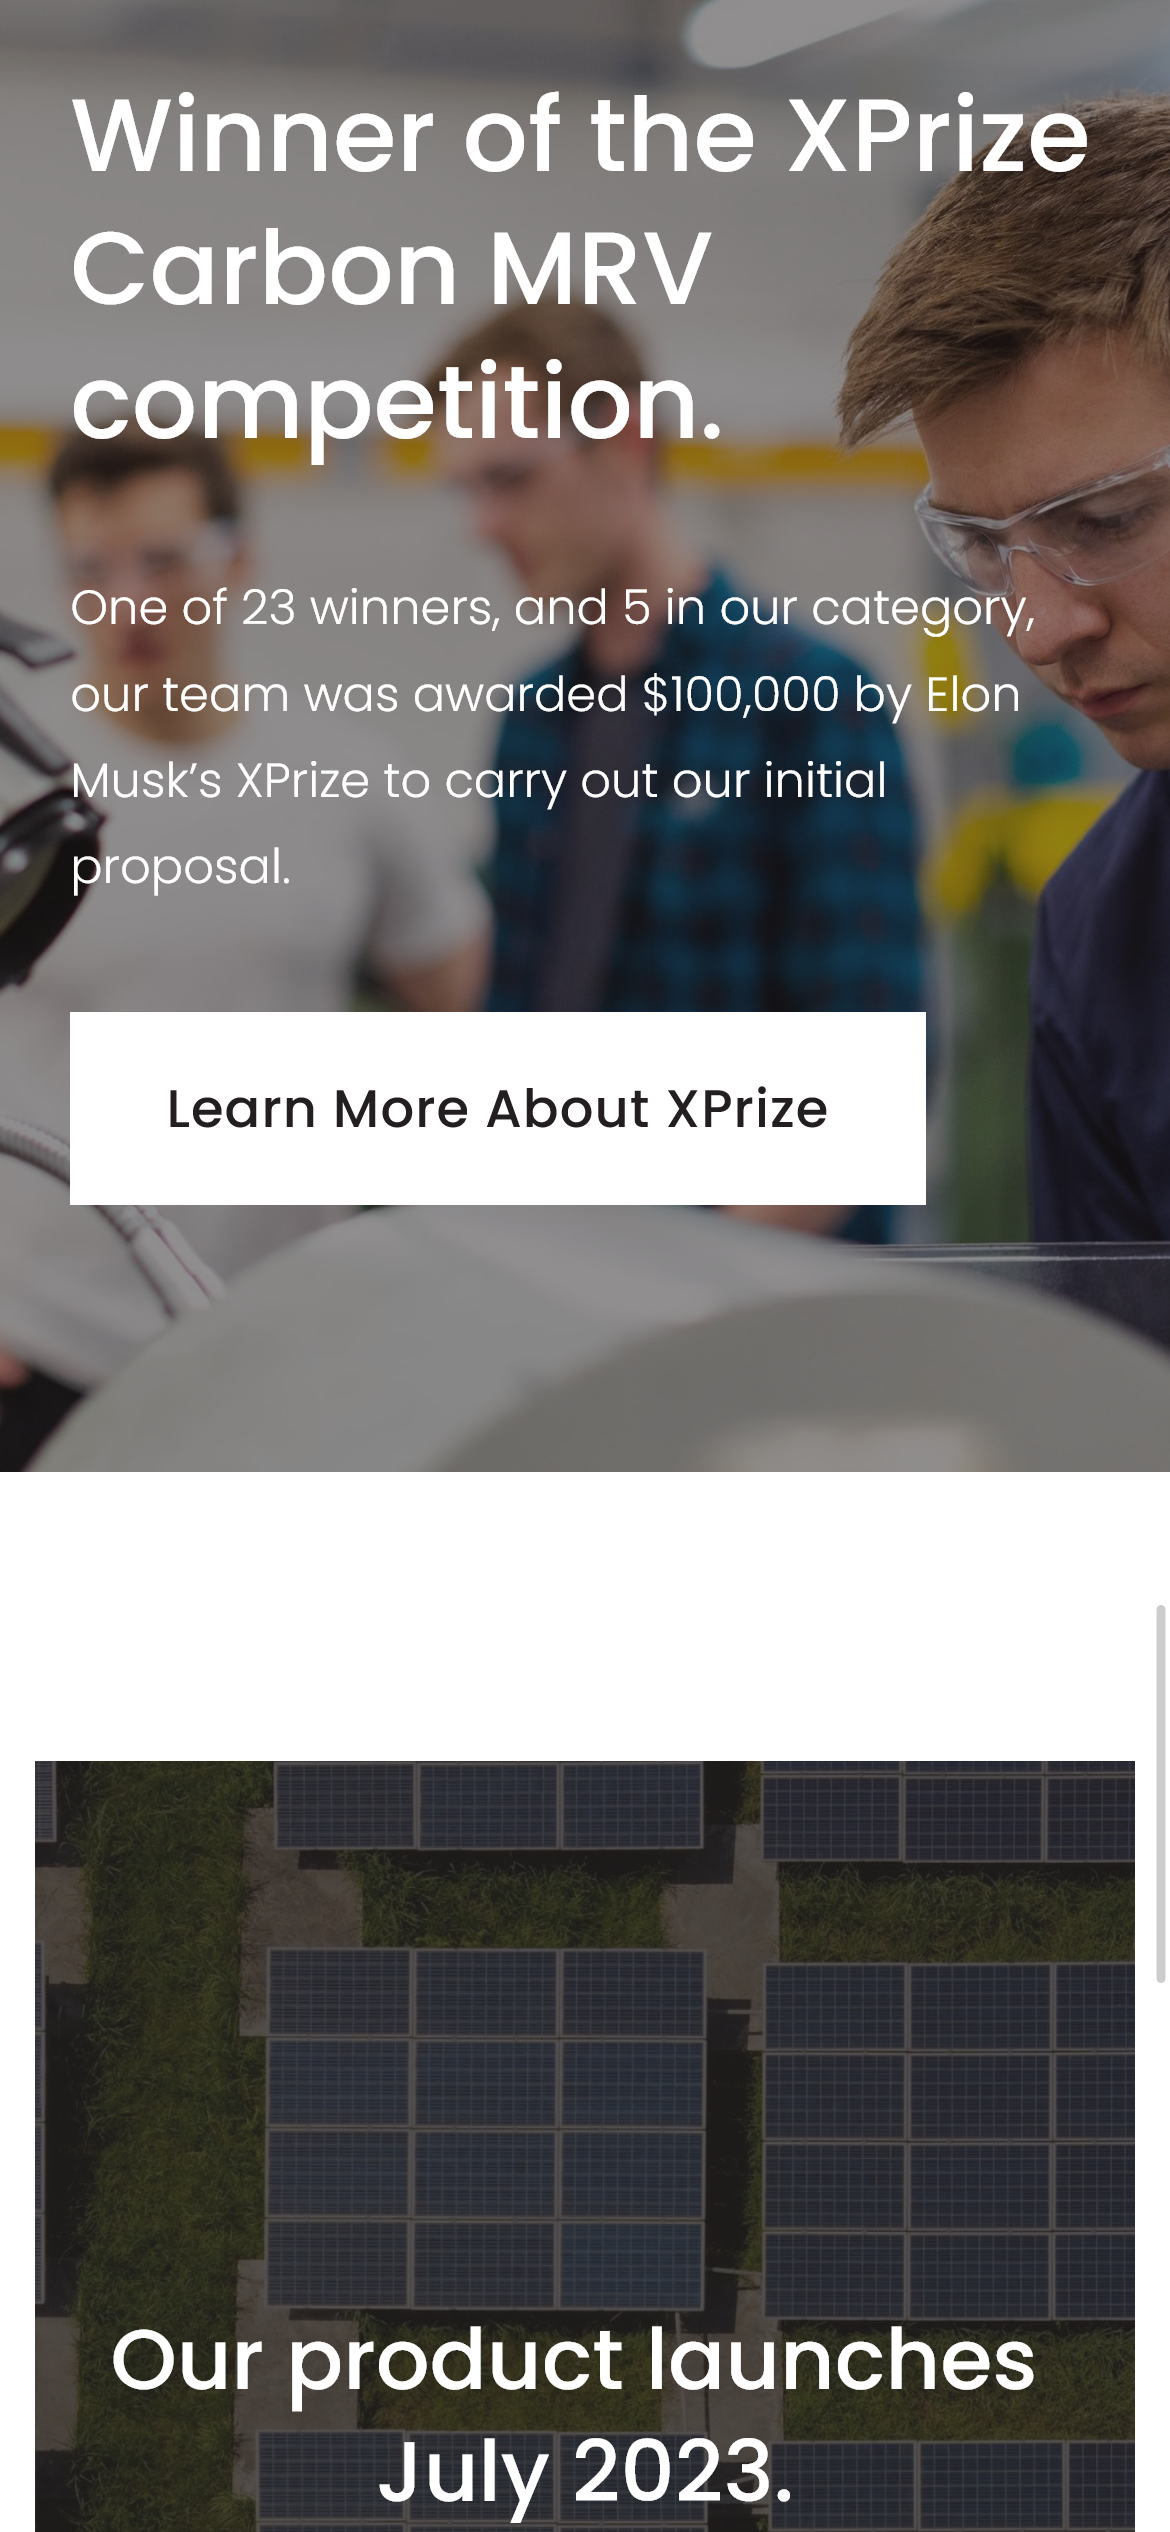 Winner of the XPrize
Carbon MRV
competition.
One of 23 winners, and 5 in our category,
our team was awarded $100,000 by Elon
Musk’s XPrize to carry out our initial
proposal.
Learn More About XPrize
Our product launches
July 2023.